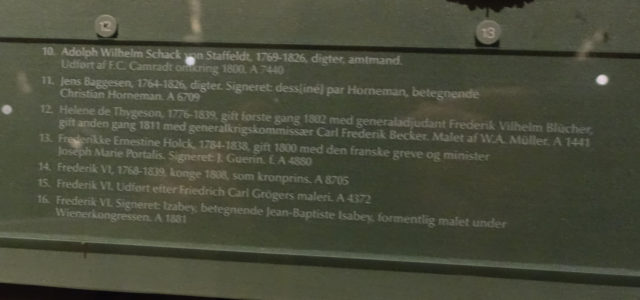 12
13
10. Adolph Wilhelm Schack von Staffeldt, 1769-1826, digter, amtmand.
Udført af F.C. Camradt omkring 1800. A 7440
11. Jens Baggesen, 1764-1826, digter. Signeret: dess[iné] par Horneman, betegnende
Christian Horneman. A 6709
12. Helene de Thygeson, 1776-1839, gift første gang 1802 med generaladjudant Frederik Vilhelm Blücher,
gift anden gang 1811 med generalkrigskommissær Carl Frederik Becker. Malet af W.A. Müller. A 1441
13. Frederikke Ernestine Holck, 1784-1838, gift 1800 med den franske greve og minister
Joseph Marie Portalis. Signeret: J. Guerin. f. A 4880
14. Frederik VI, 1768-1839, konge 1808, som kronprins. A 8705
15. Frederik VI. Udført efter Friedrich Carl Grögers maleri. A 4372
16. Frederik VI. Signeret: Izabey, betegnende Jean-Baptiste Isabey, formentlig malet under
Wienerkongressen. A 1881